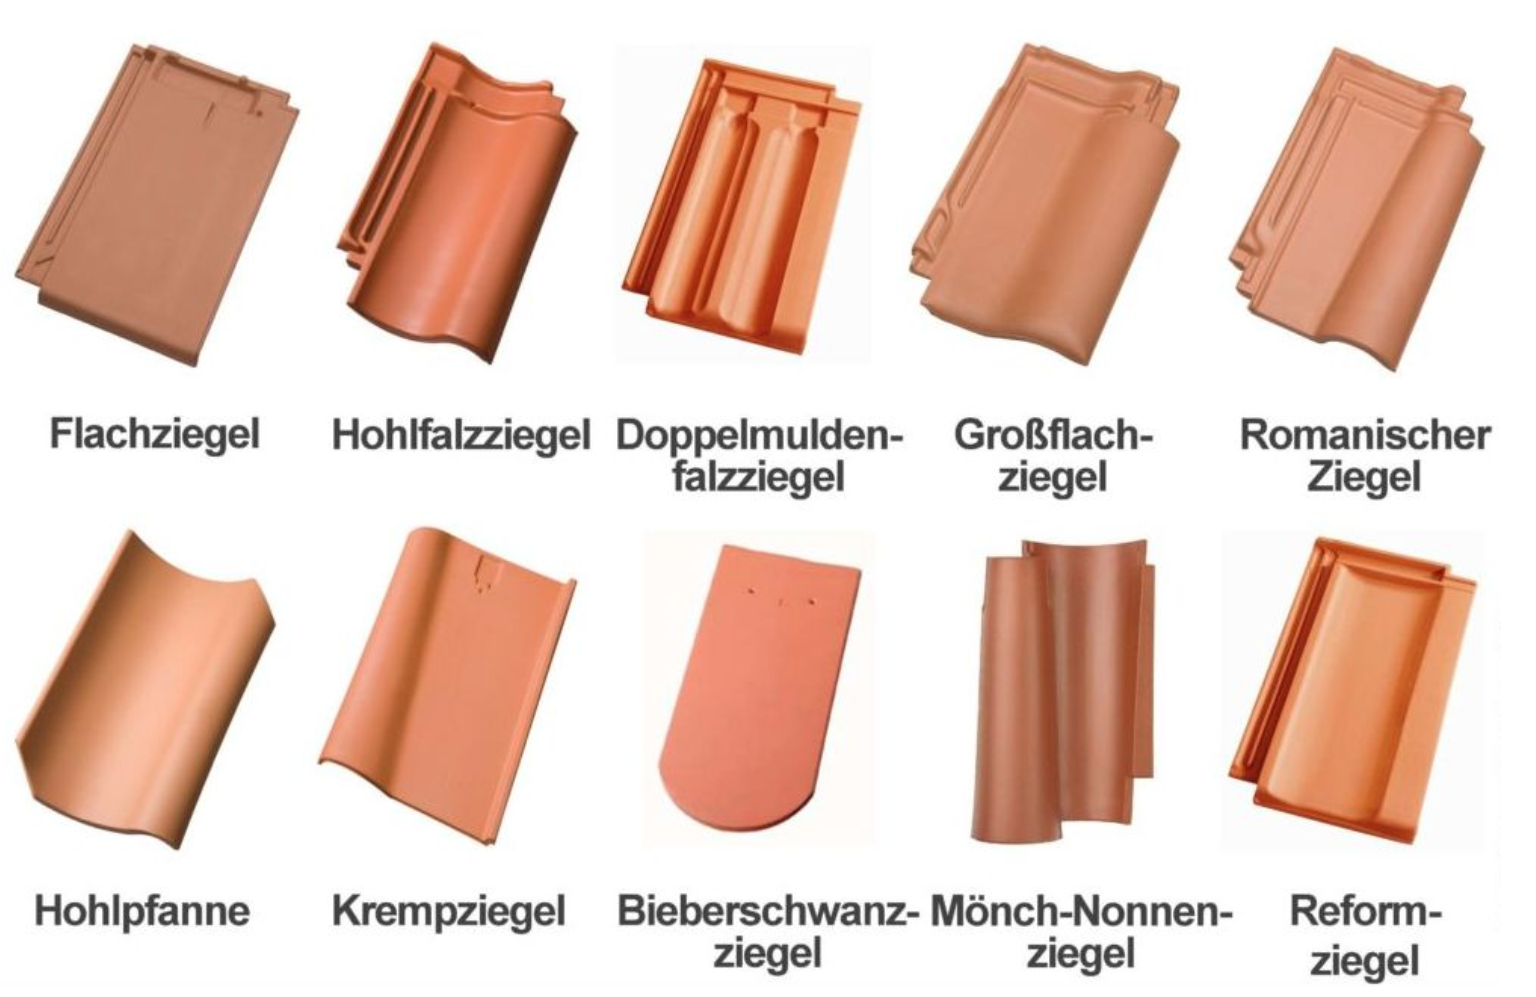 Flachziegel
Hohlfalzziegel
Doppelmulden-
falzziegel
Großflach-
ziegel
Romanischer
Ziegel
Hohlpfanne
Krempziegel
Bieberschwanz-
ziegel
Mönch-Nonnen-
ziegel
Reform-
ziegel